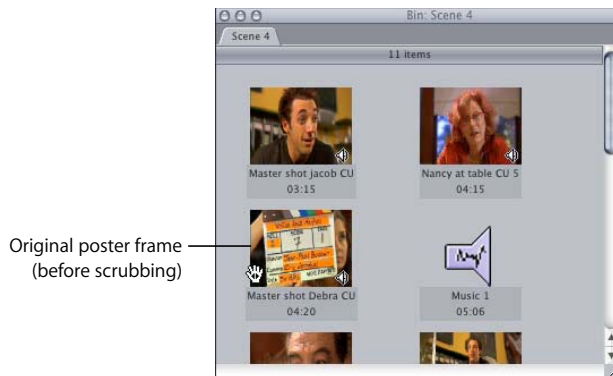 Bin: Scene 4
Scene 4
11 items
Master shot jacob CU
03:15
Nancy at table CU 5
04:15
Original poster frame
(before scrubbing)
Master shot Debra CU
04:20
Music 1
05:06